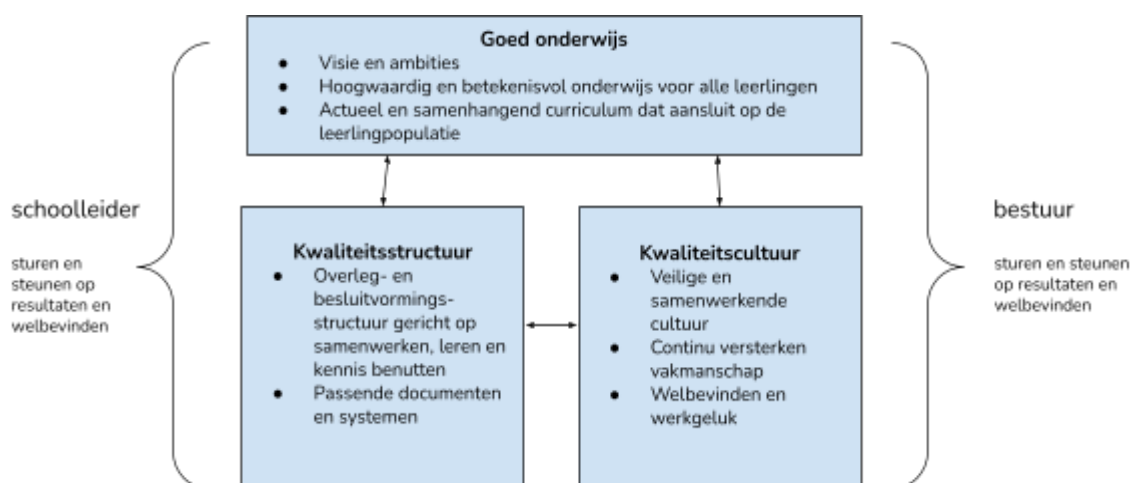 Goed onderwijs
● Visie en ambities
● Hoogwaardig en betekenisvol onderwijs voor alle leerlingen
● Actueel en samenhangend curriculum dat aansluit op de
leerlingpopulatie
schoolleider
sturen en
steunen op
resultaten en
welbevinden
Kwaliteitsstructuur
● Overleg- en
besluitvormings-
structuur gericht op
samenwerken, leren en
kennis benutten
● Passende documenten
en systemen
Kwaliteitscultuur
● Veilige en
samenwerkende
cultuur
● Continu versterken
vakmanschap
● Welbevinden en
werkgeluk
bestuur
sturen en steunen
op resultaten en
welbevinden